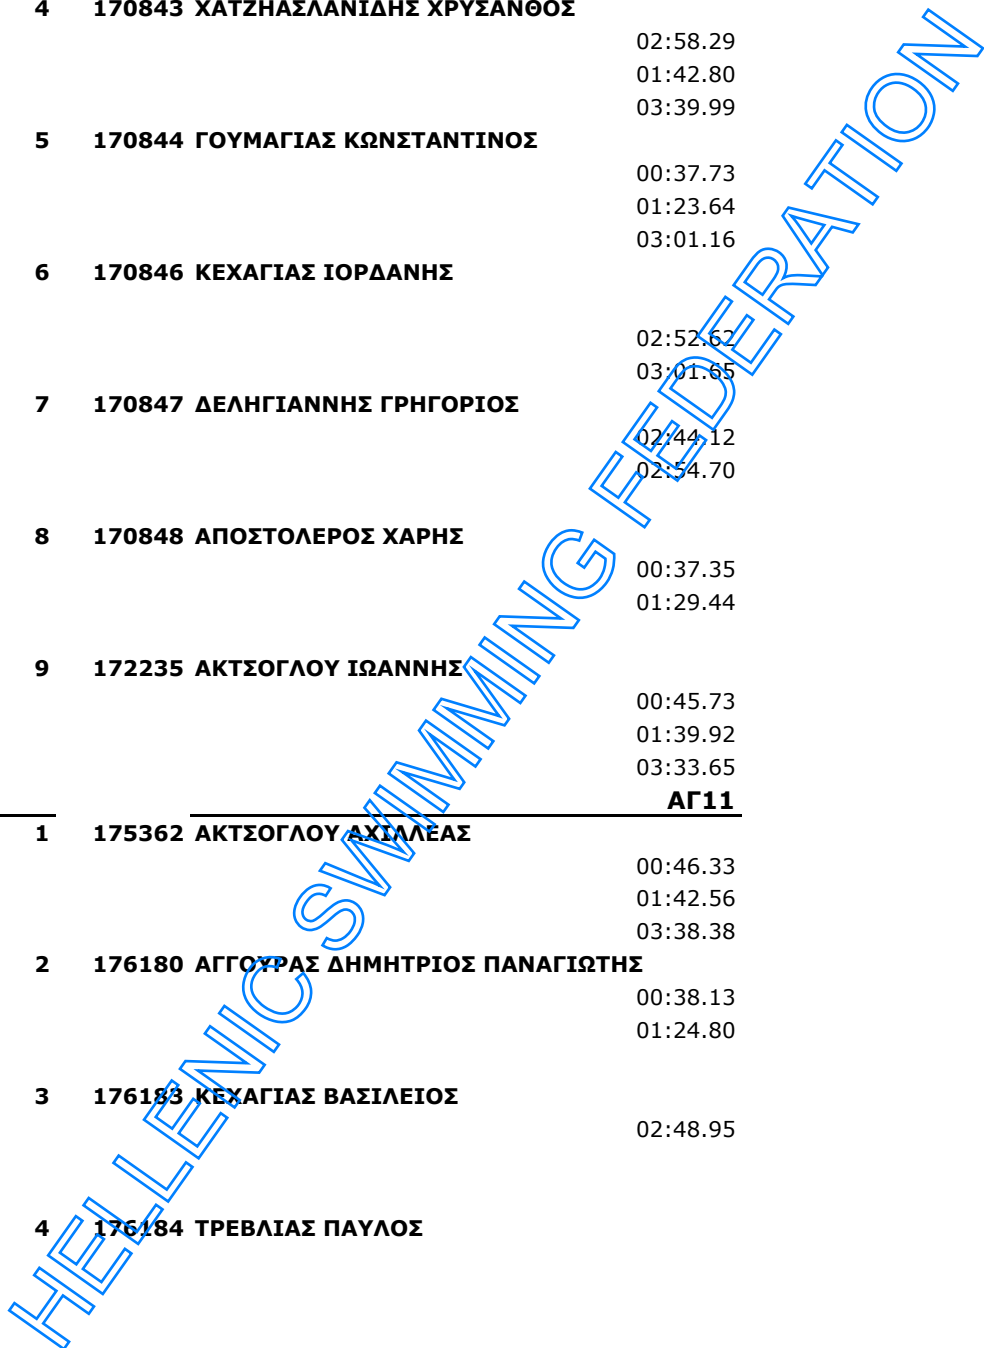 4 170843 ΧΑΤΖΗΑΣΛΑΝΙΔΗΣ ΧΡΥΣΑΝΘΟΣ
02:58.29
01:42.80
03:39.99
5 170844 ΓΟΥΜΑΓΙΑΣ ΚΩΝΣΤΑΝΤΙΝΟΣ
00:37.73
01:23.64
03:01.16
6 170846 ΚΕΧΑΓΙΑΣ ΙΟΡΔΑΝΗΣ
02:52.62
03:01.65
7 170847 ΔΕΛΗΓΙΑΝΝΗΣ ΓΡΗΓΟΡΙΟΣ
02:44.12
02:54.70
8 170848 ΑΠΟΣΤΟΛΕΡΟΣ ΧΑΡΗΣ
00:37.35
01:29.44
9 172235 ΑΚΤΣΟΓΛΟΥ ΙΩΑΝΝΗΣ
00:45.73
01:39.92
03:33.65
ΑΓ11
1 175362 ΑΚΤΣΟΓΛΟΥ ΑΧΙΛΛΕΑΣ
00:46.33
01:42.56
03:38.38
2 176180 ΑΓΓΟΥΡΑΣ ΔΗΜΗΤΡΙΟΣ ΠΑΝΑΓΙΩΤΗΣ
00:38.13
01:24.80
3 176183 ΚΕΧΑΓΙΑΣ ΒΑΣΙΛΕΙΟΣ
02:48.95
4 176184 ΤΡΕΒΛΙΑΣ ΠΑΥΛΟΣ
HELLENIC SWIMMING FEDERATION